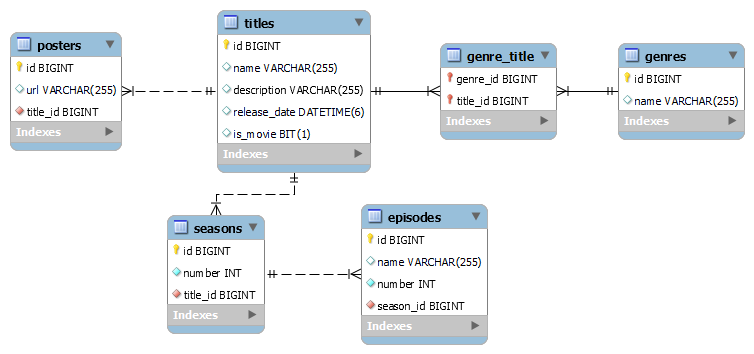 posters
id BIGINT
url VARCHAR(255)
title_id BIGINT
Indexes
titles
id BIGINT
name VARCHAR(255)
description VARCHAR(255)
release_date DATETIME(6)
is_movie BIT(1)
Indexes
genre_title
genre_id BIGINT
title_id BIGINT
Indexes
genres
id BIGINT
name VARCHAR(255)
Indexes
seasons
id BIGINT
number INT
title_id BIGINT
Indexes
episodes
id BIGINT
name VARCHAR(255)
number INT
season_id BIGINT
Indexes